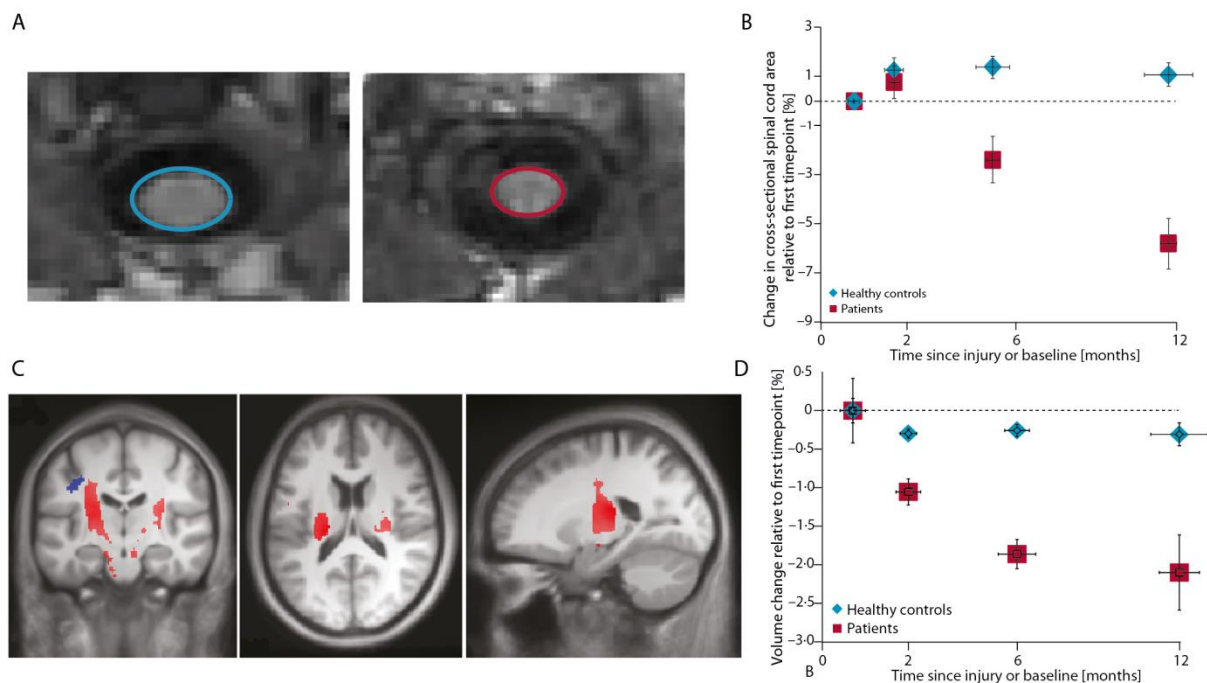 A
B
Change in cross-sectional spinal cord area
relative to first timepoint [%]
3
1
0
–1
–3
–5
–7
–9
Healthy controls
Patients
0
2
6
12
Time since injury or baseline [months]
C
D
Volume change relative to first timepoint [%]
0·5
0
–0·5
–1·0
–1·5
–2·0
–2·5
–3·0
Healthy controls
Patients
0
2
6
12
B
Time since injury or baseline [months]